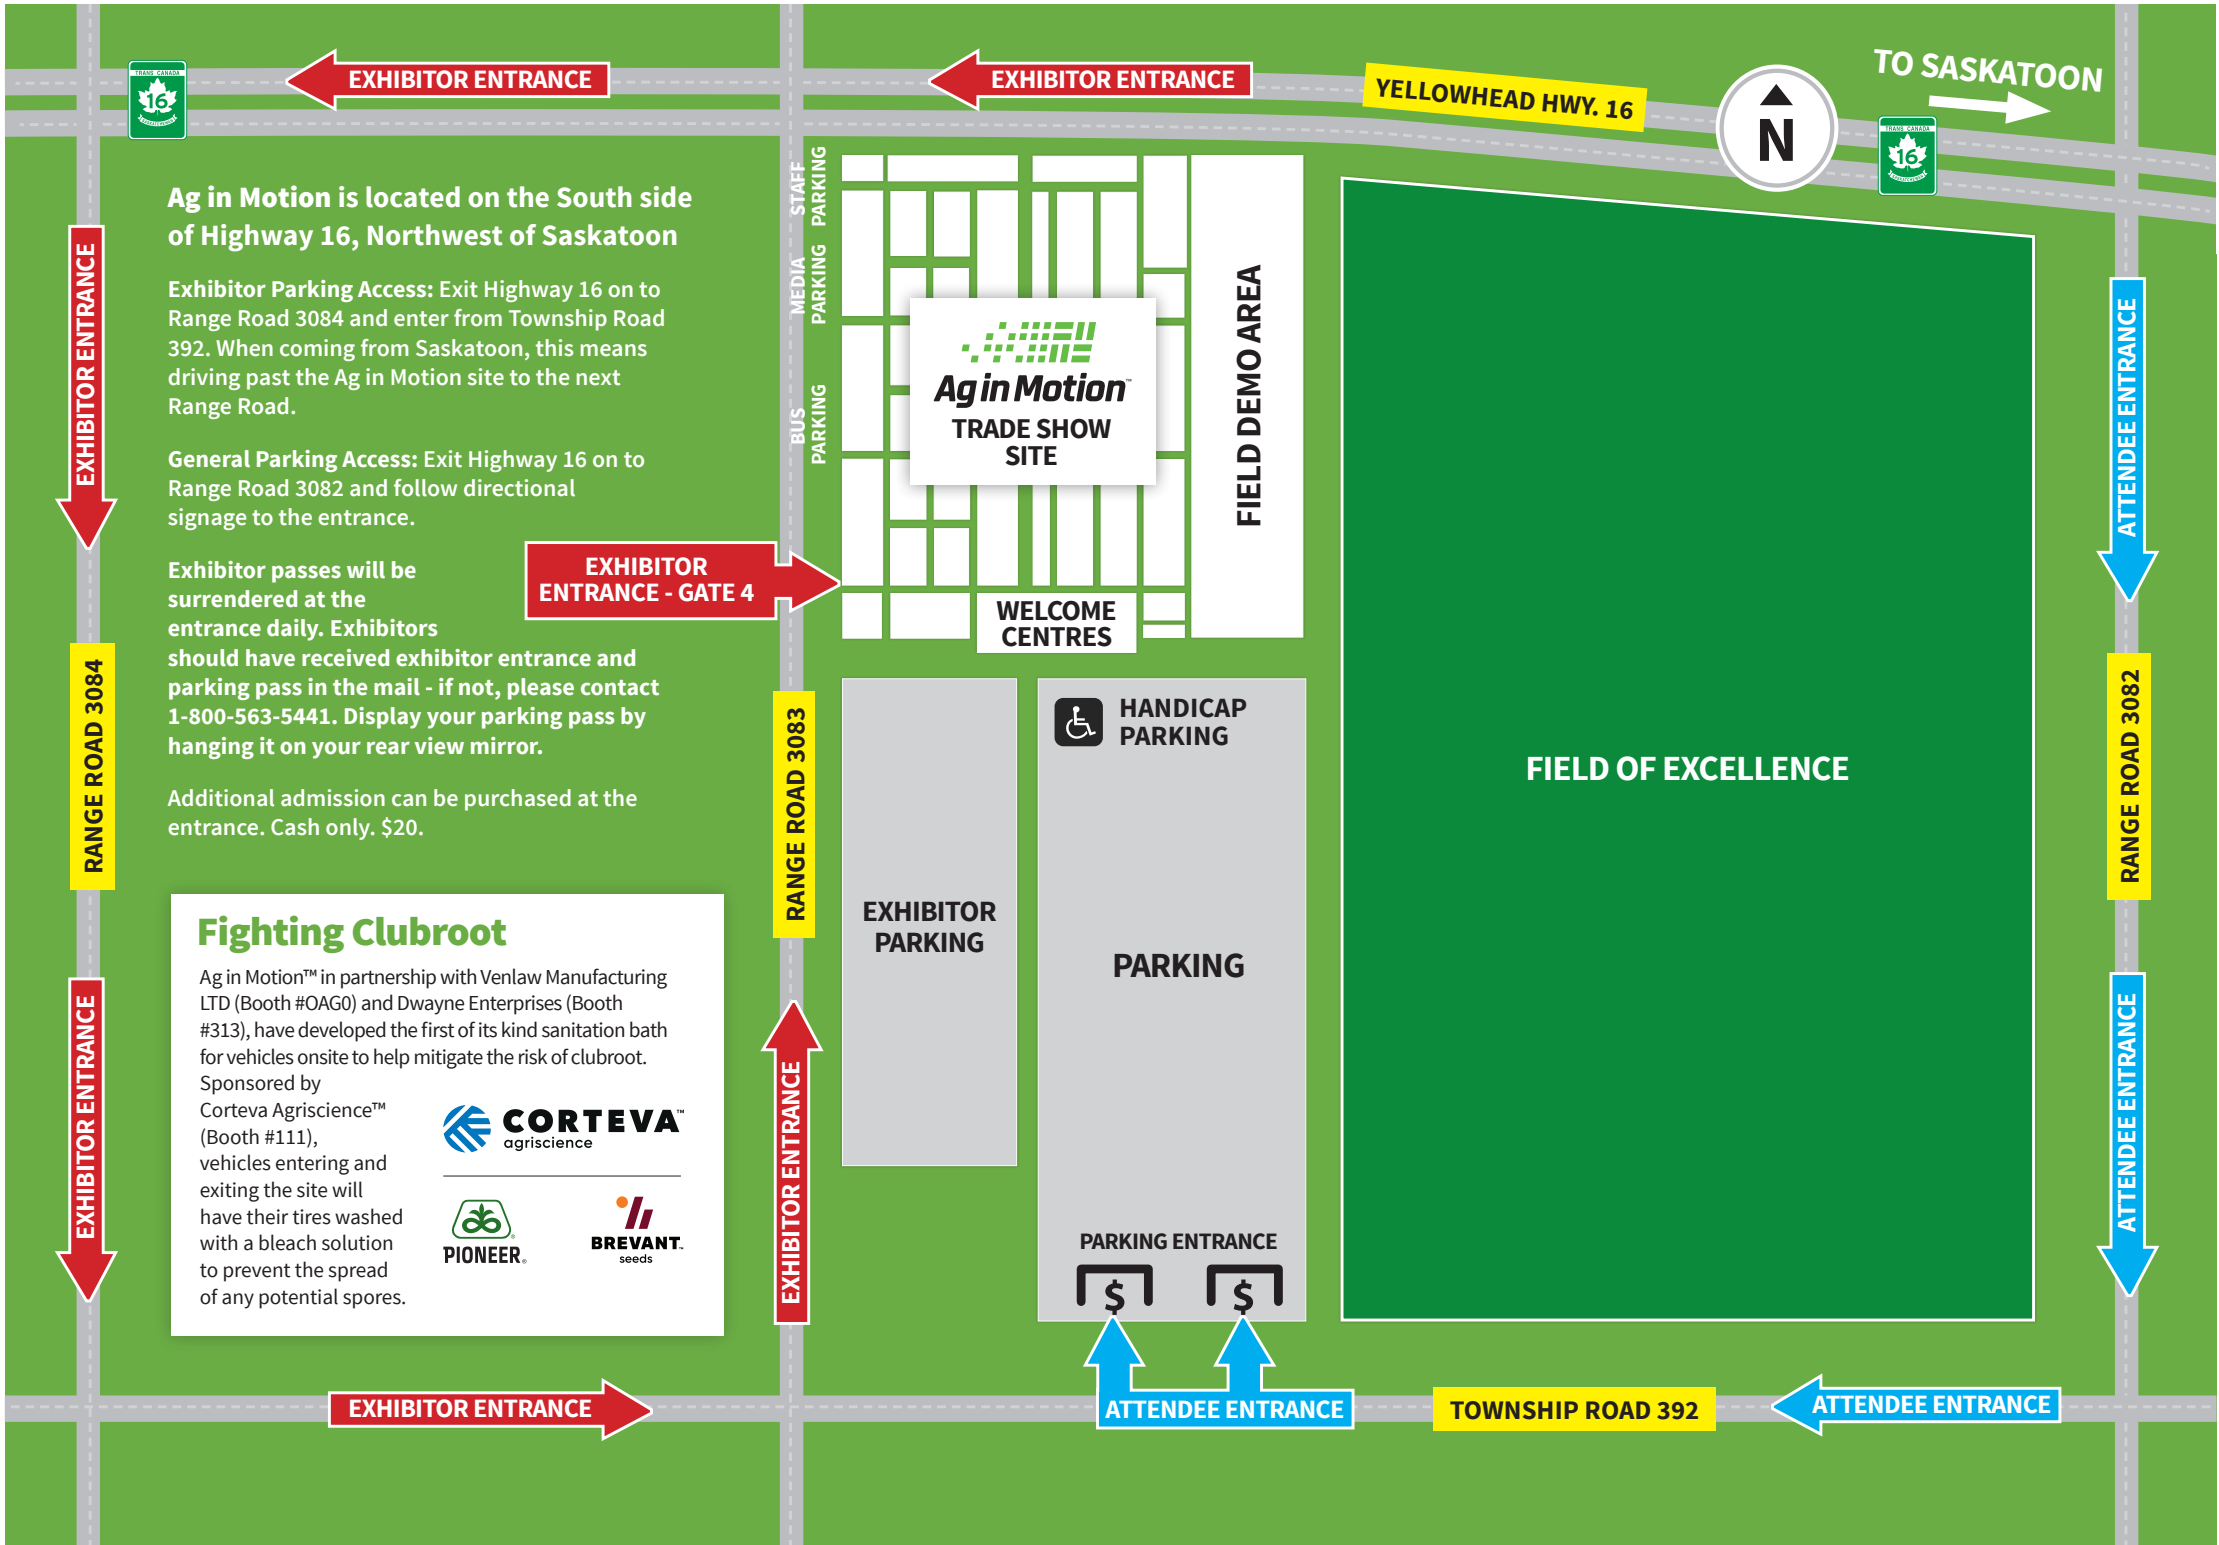 EXHIBITOR ENTRANCE
EXHIBITOR ENTRANCE
YELLOWHEAD HWY. 16
TO SASKATOON
N
TRANS CANADA
16
SASKATCHEWAN
TRANS CANADA
16
SASKATCHEWAN
Ag in Motion is located on the South side
of Highway 16, Northwest of Saskatoon
Exhibitor Parking Access: Exit Highway 16 on to
Range Road 3084 and enter from Township Road
392. When coming from Saskatoon, this means
driving past the Ag in Motion site to the next
Range Road.
General Parking Access: Exit Highway 16 on to
Range Road 3082 and follow directional
signage to the entrance.
Exhibitor passes will be
surrendered at the
entrance daily. Exhibitors
should have received exhibitor entrance and
parking pass in the mail - if not, please contact
1-800-563-5441. Display your parking pass by
hanging it on your rear view mirror.
Additional admission can be purchased at the
entrance. Cash only. $20.
EXHIBITOR ENTRANCE
RANGE ROAD 3084
EXHIBITOR ENTRANCE
STAFF
PARKING
MEDIA
PARKING
BUS
PARKING
EXHIBITOR
ENTRANCE - GATE 4
Ag in Motion™
TRADE SHOW
SITE
FIELD DEMO AREA
WELCOME
CENTRES
RANGE ROAD 3083
EXHIBITOR ENTRANCE
HANDICAP
PARKING
EXHIBITOR
PARKING
PARKING
PARKING ENTRANCE
$
$
FIELD OF EXCELLENCE
ATTENDEE ENTRANCE
RANGE ROAD 3082
ATTENDEE ENTRANCE
Fighting Clubroot
Ag in Motion™ in partnership with Venlaw Manufacturing
LTD (Booth #OAG0) and Dwayne Enterprises (Booth
#313), have developed the first of its kind sanitation bath
for vehicles onsite to help mitigate the risk of clubroot.
Sponsored by
Corteva Agriscience™
(Booth #111),
vehicles entering and
exiting the site will
have their tires washed
with a bleach solution
to prevent the spread
of any potential spores.
CORTEVA™
agriscience
PIONEER®
BREVANT™
seeds
EXHIBITOR ENTRANCE
ATTENDEE ENTRANCE
TOWNSHIP ROAD 392
ATTENDEE ENTRANCE